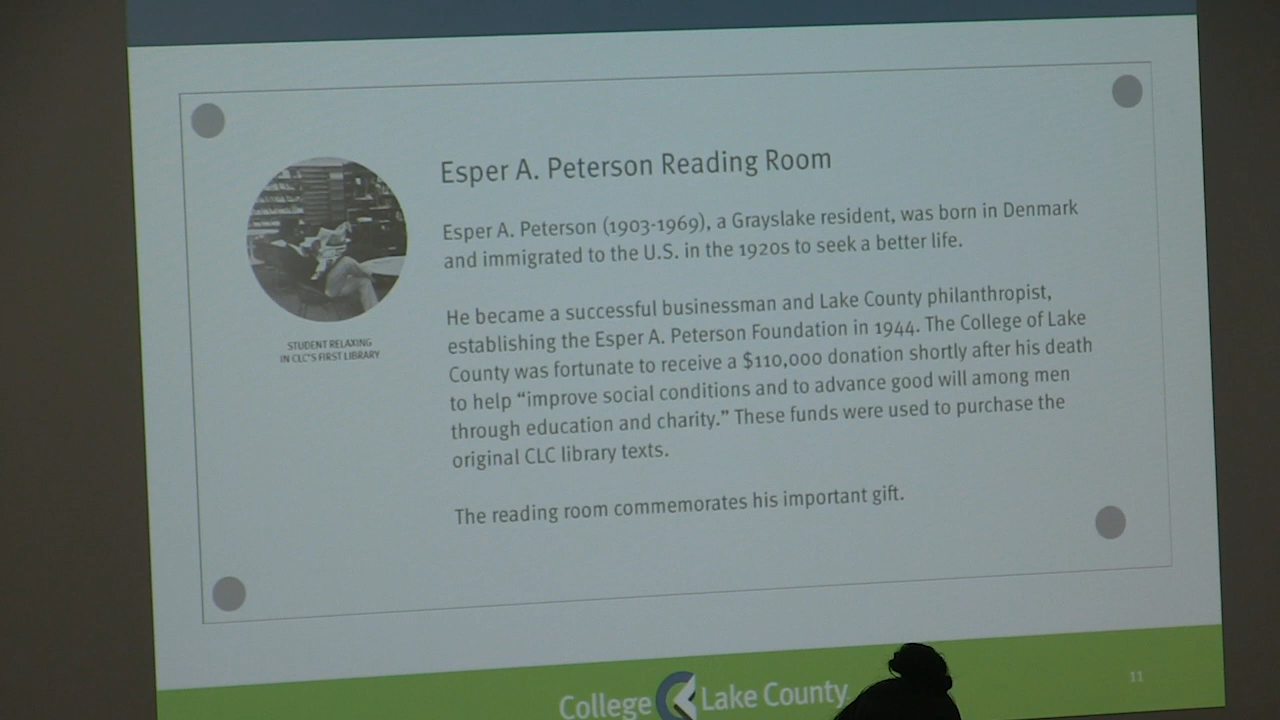 Esper A. Peterson Reading Room
Esper A. Peterson (1903-1969), a Grayslake resident, was born in Denmark
and immigrated to the U.S. in the 1920s to seek a better life.
He became a successful businessman and Lake County philanthropist,
establishing the Esper A. Peterson Foundation in 1944. The College of Lake
County was fortunate to receive a $110,000 donation shortly after his death
to help “improve social conditions and to advance good will among men
through education and charity.” These funds were used to purchase the
original CLC library texts.
The reading room commemorates his important gift.
STUDENT RELAXING
IN CLC'S FIRST LIBRARY
College Lake County
11